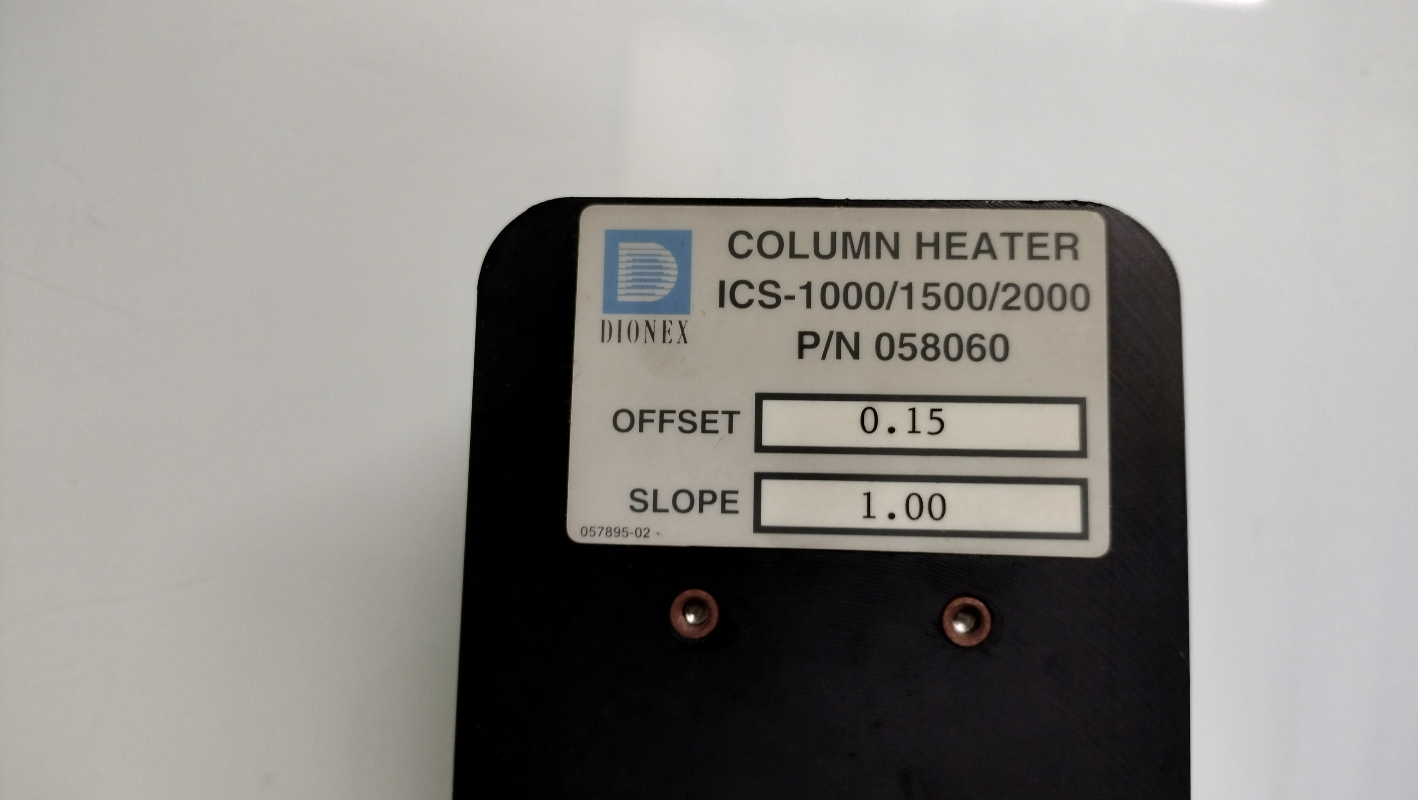 COLUMN HEATER
ICS-1000/1500/2000
DIONEX
P/N 058060
OFFSET 0.15
SLOPE 1.00
057895-02